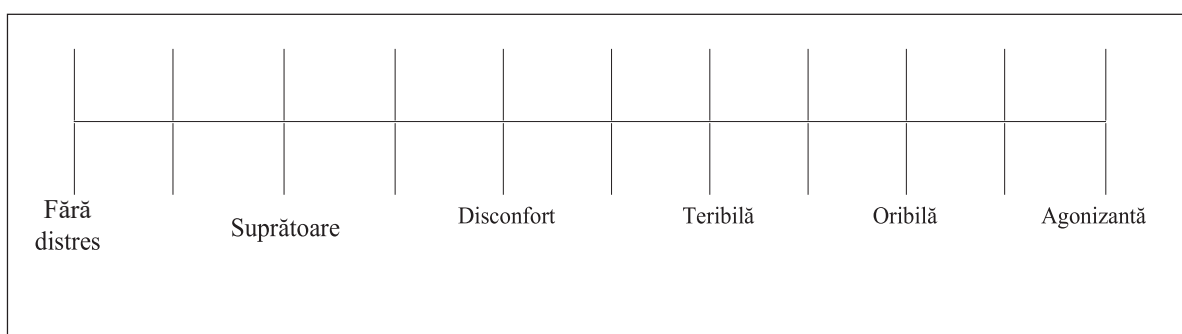 Fără
distres
Suprătoare
Disconfort
Teribilă
Oribilă
Agonizantă